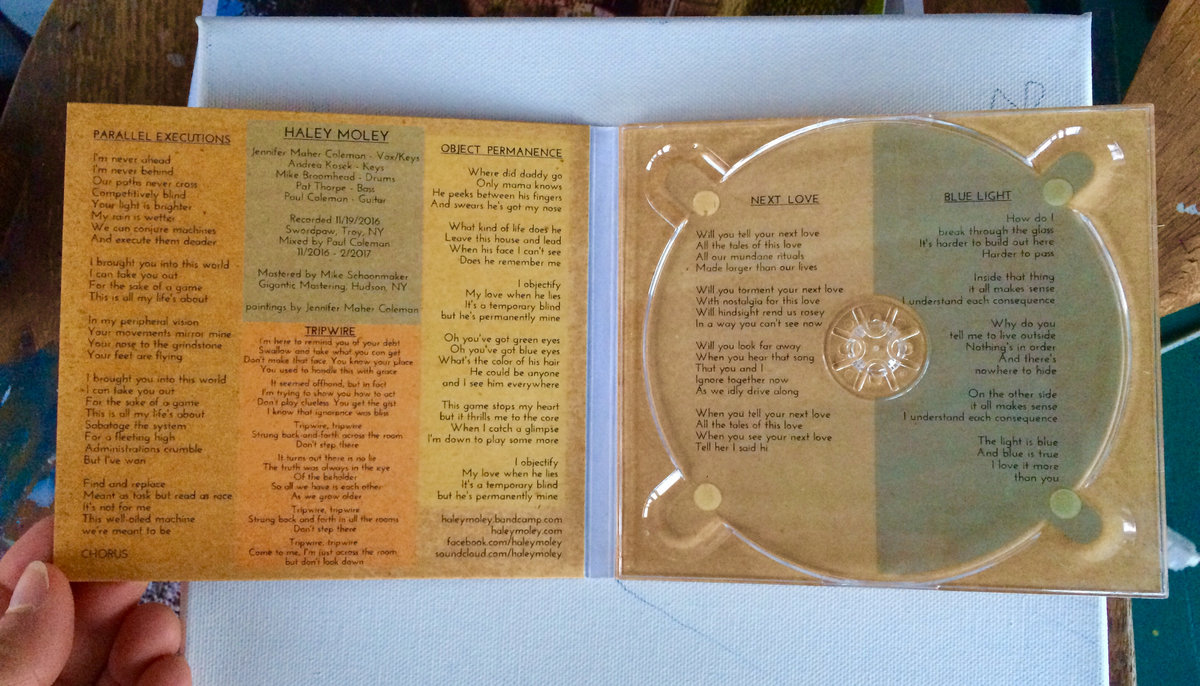 PARALLEL EXECUTIONS
I'm never ahead
I'm never behind
Our paths never cross
Competitively blind
Your light is brighter
My rain is wetter
We can conjure machines
And execute them deader
I brought you into this world
I can take you out
For the sake of a game
This is all my life's about
In my peripheral vision
Your movements mirror mine
Your nose to the grindstone
Your feet are flying
I brought you into this world
I can take you out
For the sake of a game
This is all my life's about
Sabotage the system
For a fleeting high
Administrations crumble
But I've won
Find and replace
Meant as task but read as race
It's not for me
This well-oiled machine
we're meant to be
CHORUS
HALEY MOLEY
Jennifer Maher Coleman - Vox/Keys
Andrea Kosek - Keys
Mike Broomhead - Drums
Pat Thorpe - Bass
Paul Coleman - Guitar
Recorded 11/19/2016
Swordpaw, Troy, NY
Mixed by Paul Coleman
11/2016 - 2/2017
Mastered by Mike Schoonmaker
Gigantic Mastering, Hudson, NY
paintings by Jennifer Maher Coleman
TRIPWIRE
I'm here to remind you of your debt
Swallow and take what you can get
Don't make that face. You know your place
You used to handle this with grace
It seemed offhand, but in fact
I'm trying to show you how to act
Don't play clueless. You get the gist
I know that ignorance was bliss
Tripwire, tripwire
Strung back and forth across the room
Don't step there
It turns out there is no lie
The truth was always in the eye
Of the beholder
So all we have is each other
As we grow older
Tripwire, tripwire
Strung back and forth in all the rooms
Don't step there
Tripwire, tripwire
Come to me, I'm just across the room
but don't look down
OBJECT PERMANENCE
Where did daddy go
Only mama knows
He peeks between his fingers
And swears he's got my nose
What kind of life does he
Leave this house and lead
When his face I can't see
Does he remember me
I objectify
My love when he lies
It's a temporary blind
but he's permanently mine
Oh you've got green eyes
Oh you've got blue eyes
What's the color of his hair
He could be anyone
and I see him everywhere
This game stops my heart
but it thrills me to the core
When I catch a glimpse
I'm down to play some more
I objectify
My love when he lies
It's a temporary blind
but he's permanently mine
haleymoley.bandcamp.com
haleymoley.com
facebook.com/haleymoley
soundcloud.com/haleymoley
NEXT LOVE
Will you tell your next love
All the tales of this love
All our mundane rituals
Made larger than our lives
Will you torment your next love
With nostalgia for this love
Will hindsight rend us rosey
In a way you can't see now
Will you look far away
When you hear that song
That you and I
Ignore together now
As we idly drive along
When you tell your next love
All the tales of this love
When you see your next love
Tell her I said hi
BLUE LIGHT
How do I
break through the glass
It's harder to build out here
Harder to pass
Inside that thing
it all makes sense
I understand each consequence
Why do you
tell me to live outside
Nothing's in order
And there's
nowhere to hide
On the other side
it all makes sense
I understand each consequence
The light is blue
And blue is true
I love it more
than you